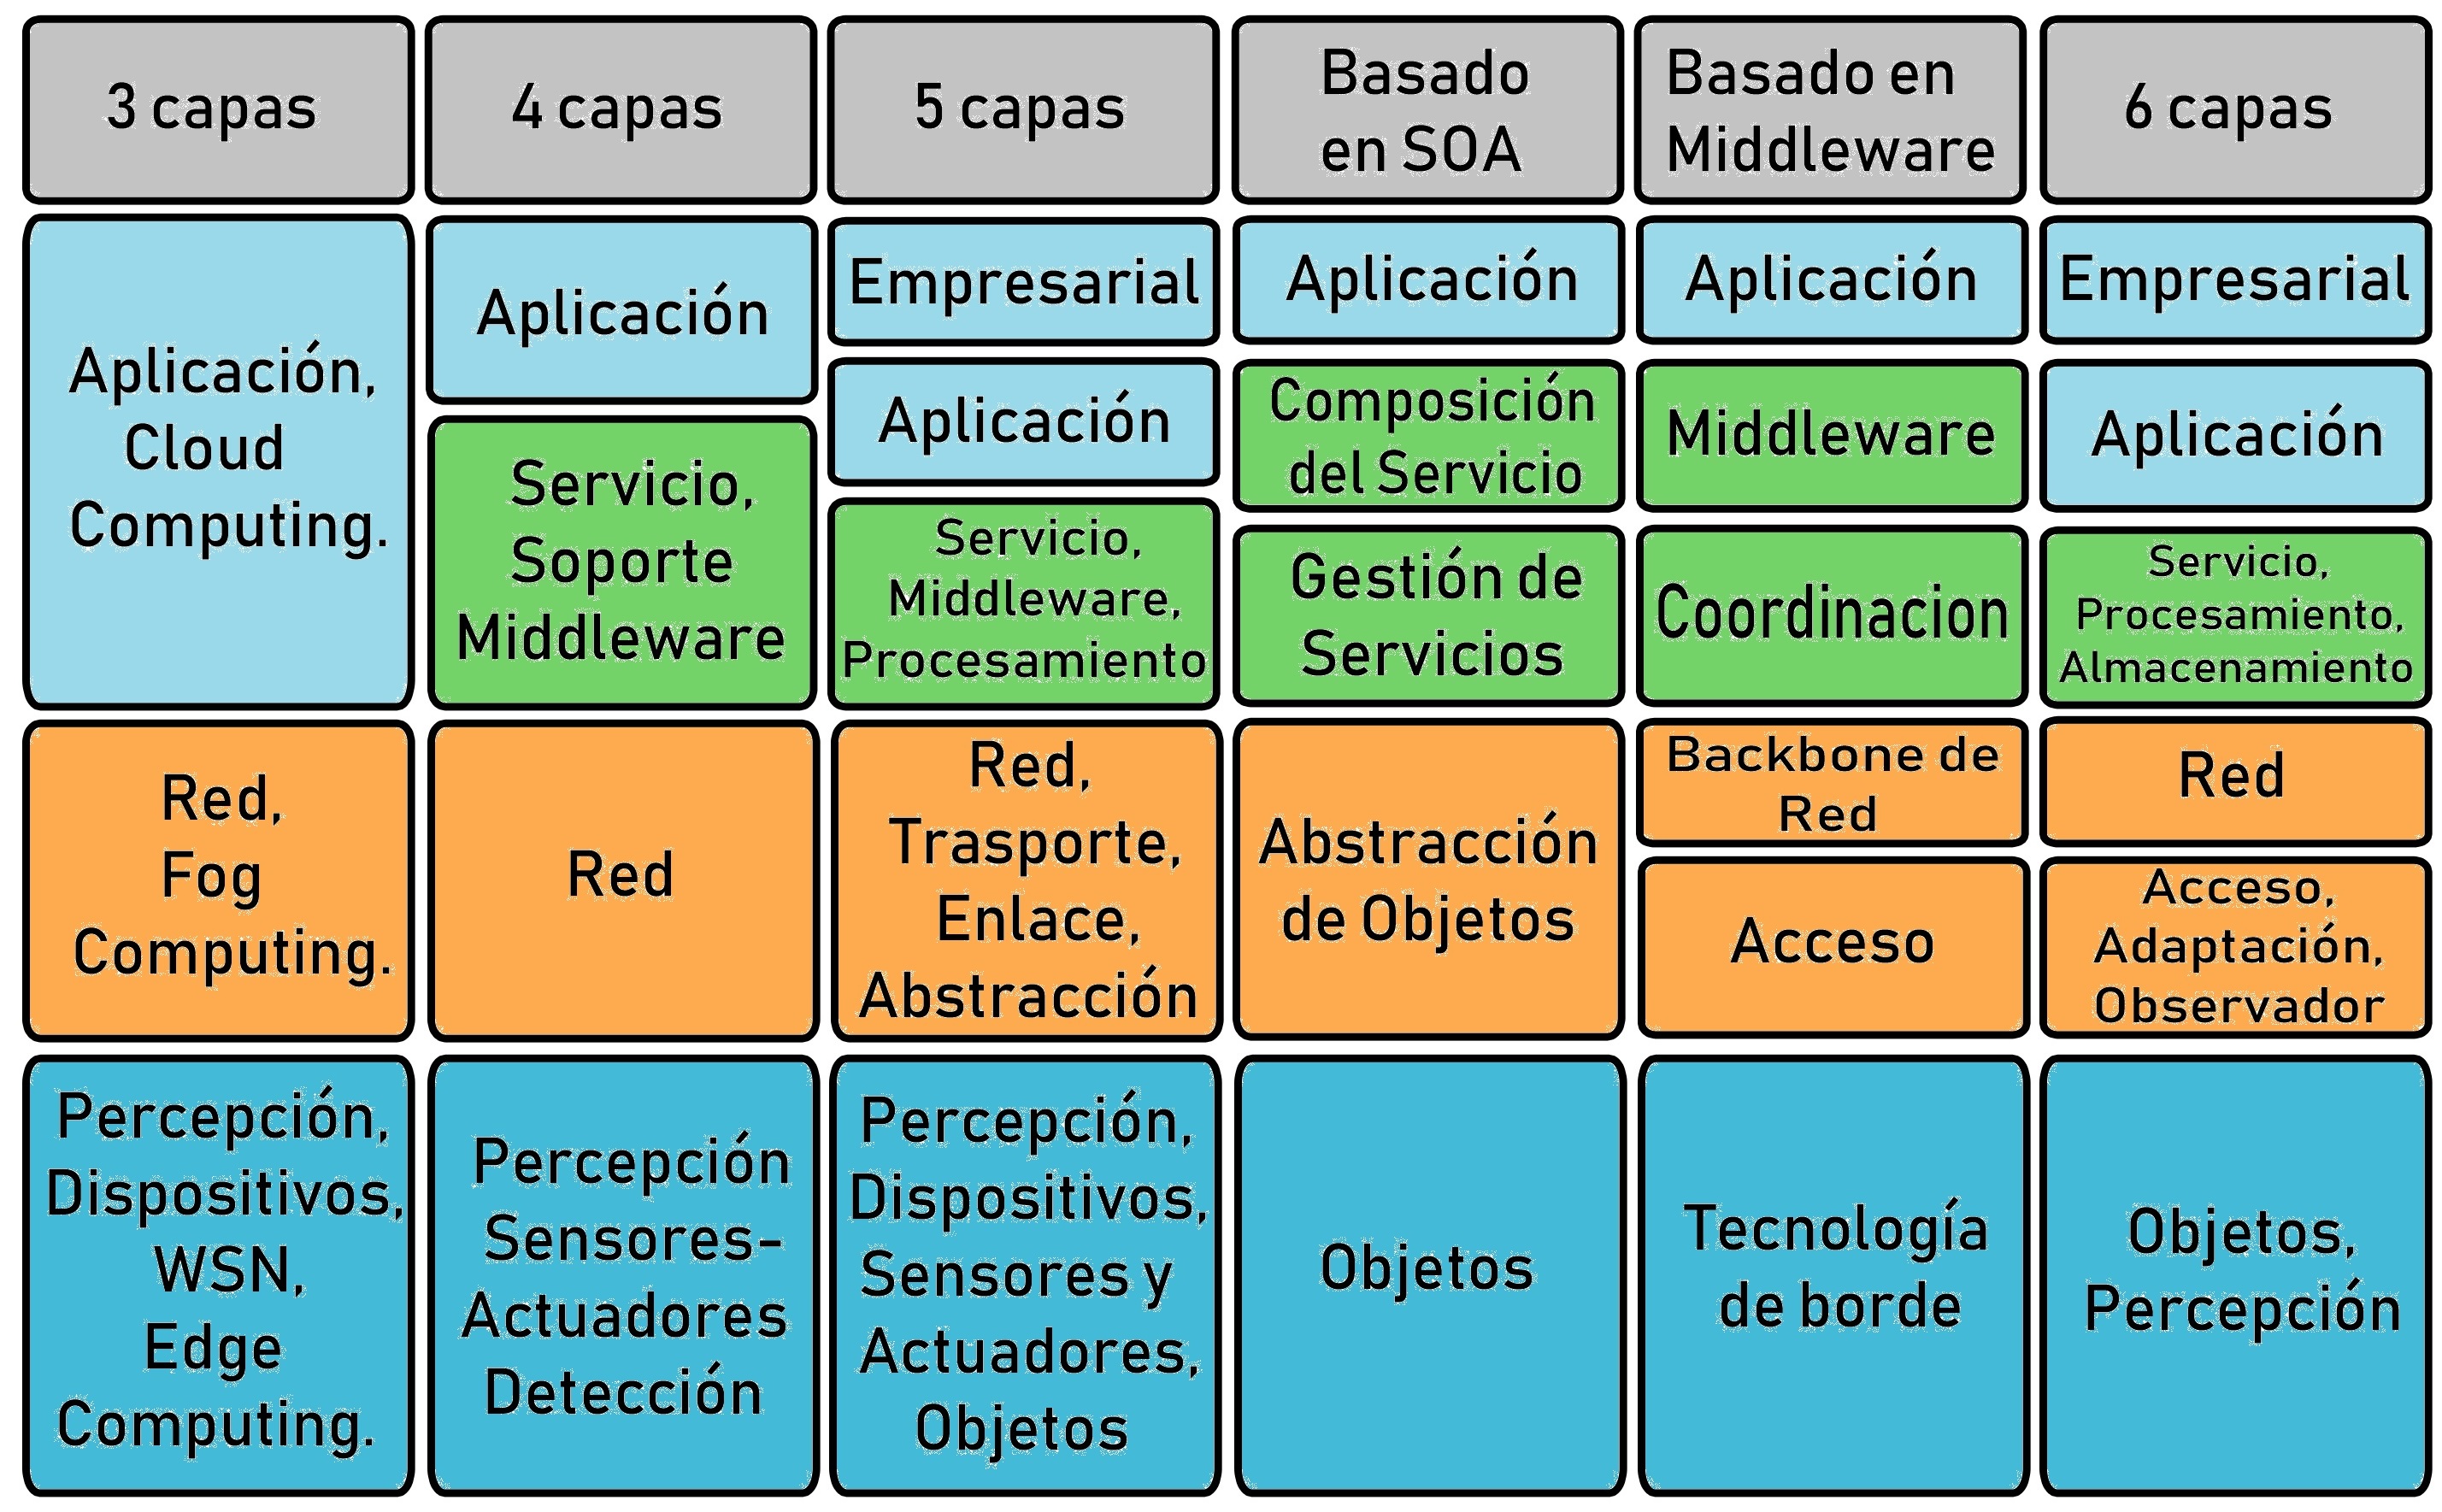 3 capas
4 capas
5 capas
Basado
en SOA
Basado en
Middleware
6 capas
Aplicación,
Cloud
Computing.
Red,
Fog
Computing.
Percepción,
Dispositivos,
WSN,
Edge
Computing.
Aplicación
Servicio,
Soporte
Middleware
Red
Percepción
Sensores-
Actuadores
Detección
Empresarial
Aplicación
Servicio,
Middleware,
Procesamiento
Red,
Trasporte,
Enlace,
Abstracción
Percepción,
Dispositivos,
Sensores y
Actuadores,
Objetos
Aplicación
Composición
del Servicio
Gestión de
Servicios
Abstracción
de Objetos
Objetos
Aplicación
Middleware
Coordinacion
Backbone de
Red
Acceso
Tecnología
de borde
Empresarial
Aplicación
Servicio,
Procesamiento,
Almacenamiento
Red
Acceso,
Adaptación,
Observador
Objetos,
Percepción